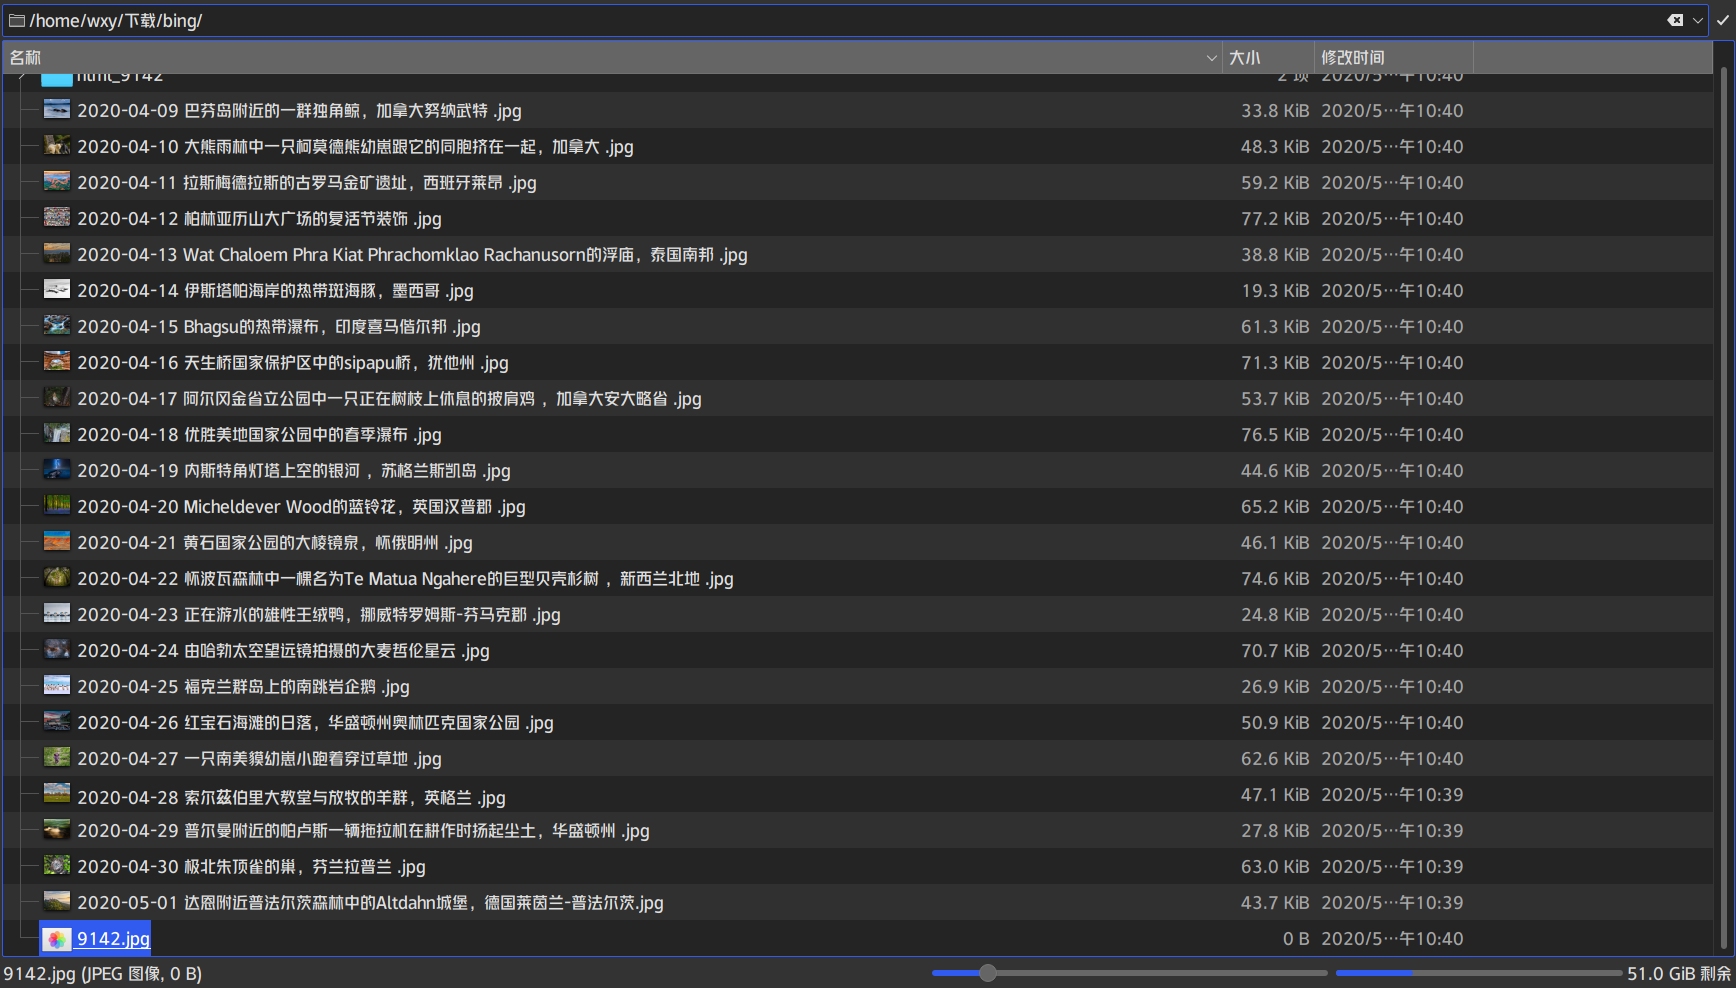 /home/wxy/下载/bing/
名称 大小 修改时间
html_9142 2 项 2020/5…午10:40
2020-04-09 巴芬岛附近的一群独角鲸，加拿大努纳武特 .jpg 33.8 KiB 2020/5…午10:40
2020-04-10 大熊雨林中一只柯莫德熊幼崽跟它的同胞挤在一起，加拿大 .jpg 48.3 KiB 2020/5…午10:40
2020-04-11 拉斯梅德拉斯的古罗马金矿遗址，西班牙莱昂 .jpg 59.2 KiB 2020/5…午10:40
2020-04-12 柏林亚历山大广场的复活节装饰 .jpg 77.2 KiB 2020/5…午10:40
2020-04-13 Wat Chaloem Phra Kiat Phrachomklao Rachanusorn的浮庙，泰国南邦 .jpg 38.8 KiB 2020/5…午10:40
2020-04-14 伊斯塔帕海岸的热带斑海豚，墨西哥 .jpg 19.3 KiB 2020/5…午10:40
2020-04-15 Bhagsu的热带瀑布，印度喜马偕尔邦 .jpg 61.3 KiB 2020/5…午10:40
2020-04-16 天生桥国家保护区中的sipapu桥，犹他州 .jpg 71.3 KiB 2020/5…午10:40
2020-04-17 阿尔冈金省立公园中一只正在树枝上休息的披肩鸡 ，加拿大安大略省 .jpg 53.7 KiB 2020/5…午10:40
2020-04-18 优胜美地国家公园中的春季瀑布 .jpg 76.5 KiB 2020/5…午10:40
2020-04-19 内斯特角灯塔上空的银河 ，苏格兰斯凯岛 .jpg 44.6 KiB 2020/5…午10:40
2020-04-20 Micheldever Wood的蓝铃花，英国汉普郡 .jpg 65.2 KiB 2020/5…午10:40
2020-04-21 黄石国家公园的大棱镜泉，怀俄明州 .jpg 46.1 KiB 2020/5…午10:40
2020-04-22 怀波瓦森林中一棵名为Te Matua Ngahere的巨型贝壳杉树 ，新西兰北地 .jpg 74.6 KiB 2020/5…午10:40
2020-04-23 正在游水的雄性王绒鸭，挪威特罗姆斯-芬马克郡 .jpg 24.8 KiB 2020/5…午10:40
2020-04-24 由哈勃太空望远镜拍摄的大麦哲伦星云 .jpg 70.7 KiB 2020/5…午10:40
2020-04-25 福克兰群岛上的南跳岩企鹅 .jpg 26.9 KiB 2020/5…午10:40
2020-04-26 红宝石海滩的日落，华盛顿州奥林匹克国家公园 .jpg 50.9 KiB 2020/5…午10:40
2020-04-27 一只南美貘幼崽小跑着穿过草地 .jpg 62.6 KiB 2020/5…午10:40
2020-04-28 索尔兹伯里大教堂与放牧的羊群，英格兰 .jpg 47.1 KiB 2020/5…午10:39
2020-04-29 普尔曼附近的帕卢斯一辆拖拉机在耕作时扬起尘土，华盛顿州 .jpg 27.8 KiB 2020/5…午10:39
2020-04-30 极北朱顶雀的巢，芬兰拉普兰 .jpg 63.0 KiB 2020/5…午10:39
2020-05-01 达恩附近普法尔茨森林中的Altdahn城堡，德国莱茵兰-普法尔茨.jpg 43.7 KiB 2020/5…午10:39
9142.jpg 0 B 2020/5…午10:40
9142.jpg (JPEG 图像, 0 B) 51.0 GiB 剩余